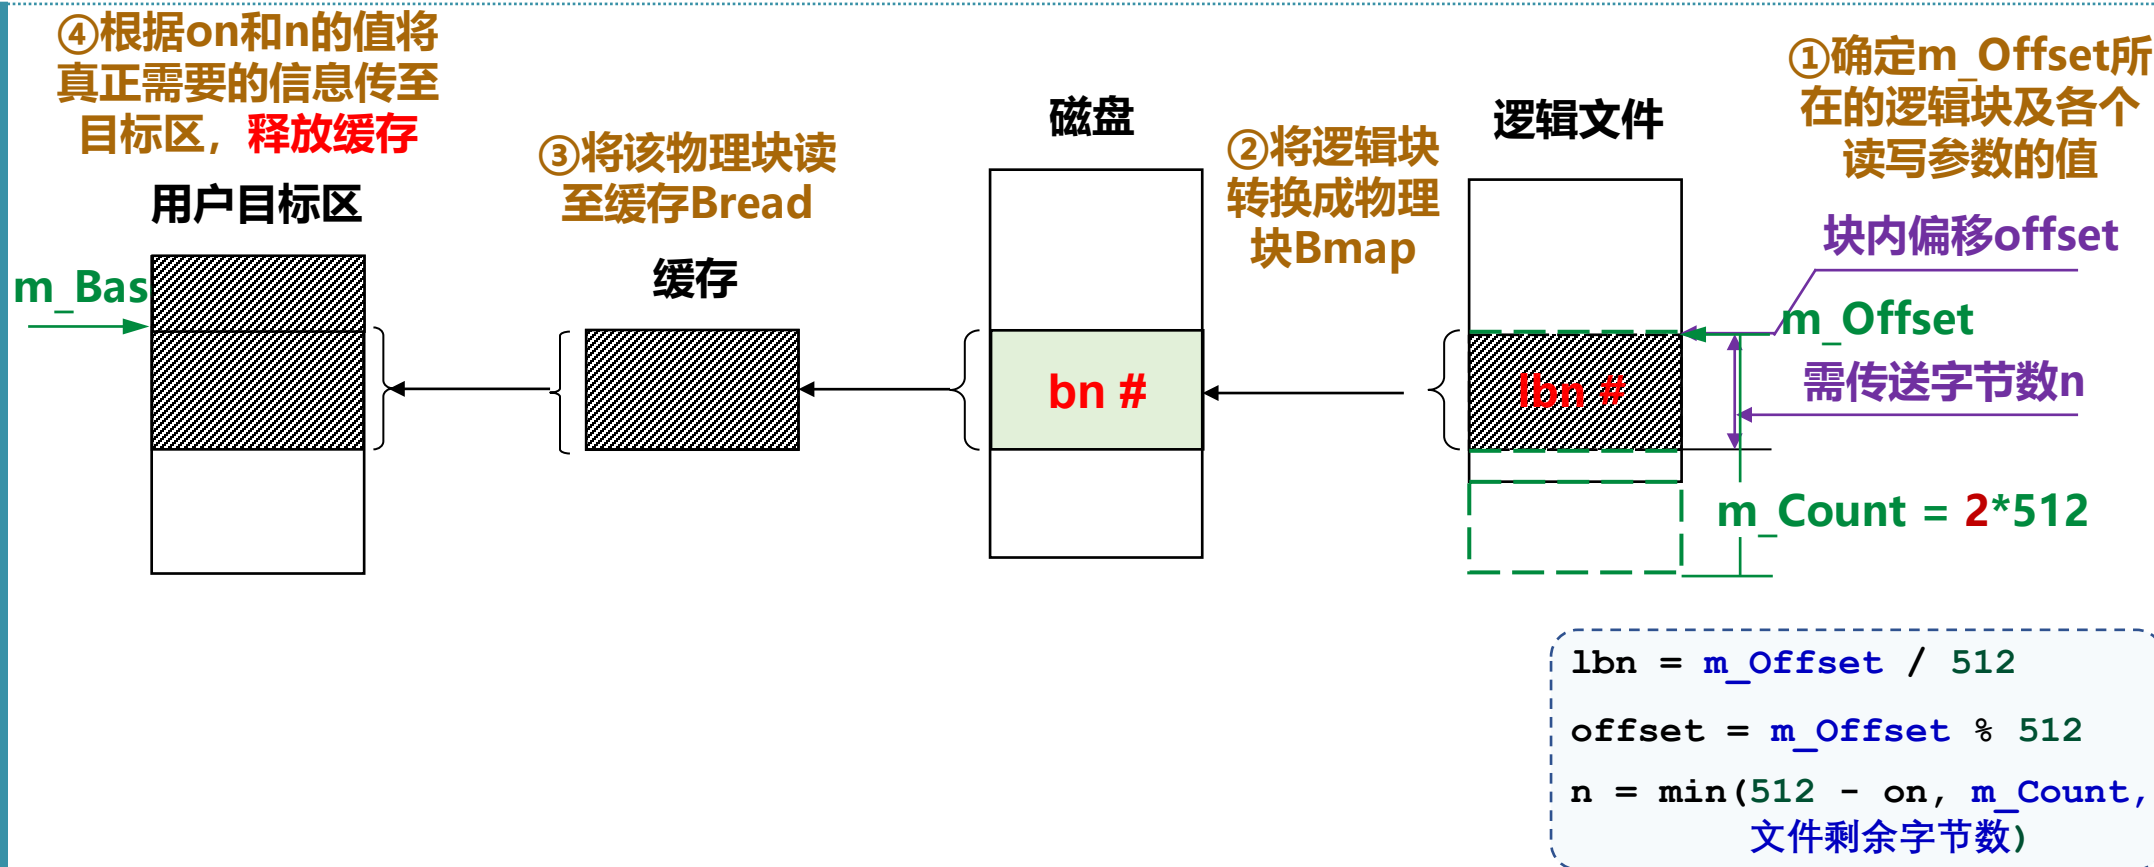 ④根据on和n的值将
真正需要的信息传至
目标区，释放缓存
用户目标区
m_Bas
③将该物理块读
至缓存Bread
缓存
磁盘
bn #
②将逻辑块
转换成物理
块Bmap
逻辑文件
lbn #
①确定m_Offset所
在的逻辑块及各个
读写参数的值
块内偏移offset
m_Offset
需传送字节数n
m_Count = 2*512
lbn = m_Offset / 512
offset = m_Offset % 512
n = min(512 - on, m_Count,
文件剩余字节数)